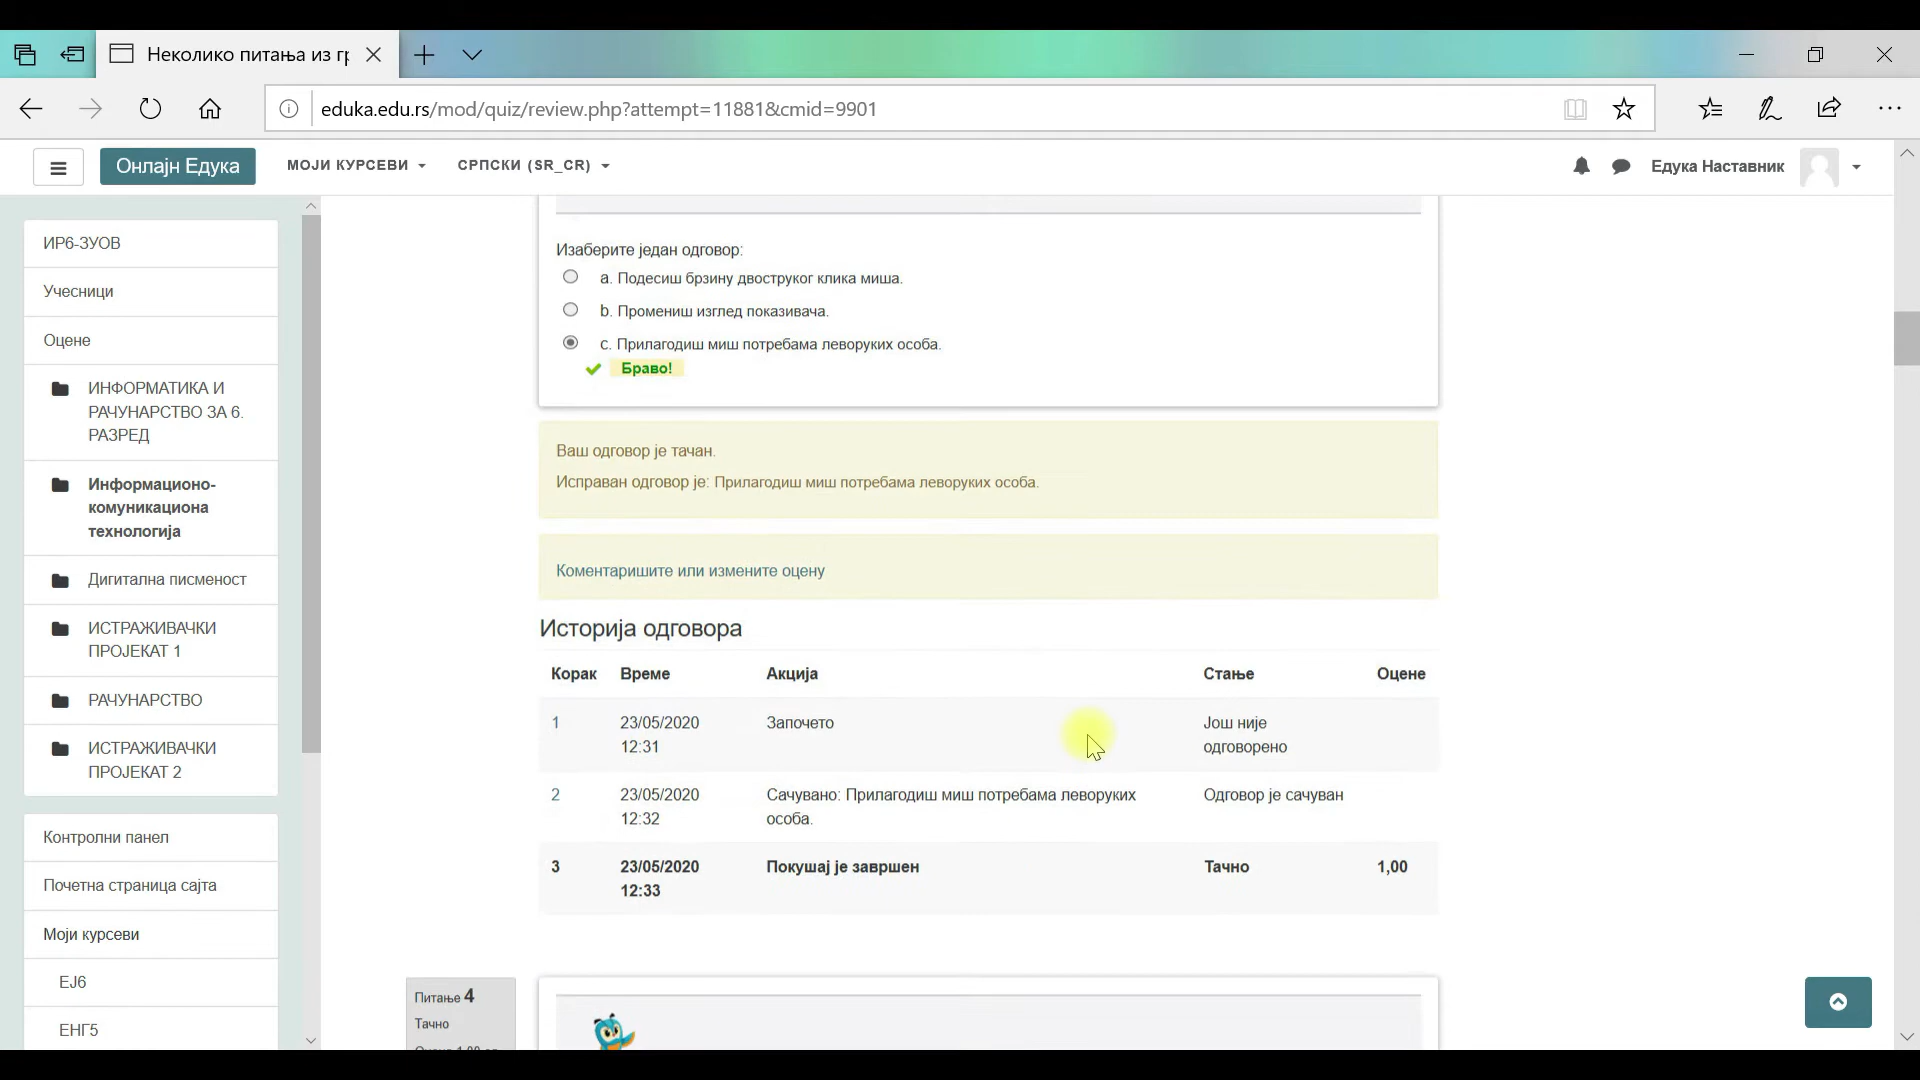 Неколико питања из гр
eduka.edu.rs/mod/quiz/review.php?attempt=11881&cmid=9901
Онлајн Едука
МОЈИ КУРСЕВИ
СРПСКИ (SR_CR)
Едука Наставник
ИР6-ЗУОВ
Учесници
Оцене
ИНФОРМАТИКА И
РАЧУНАРСТВО ЗА 6.
РАЗРЕД
Информационо-
комуникациона
технологија
Дигитална писменост
ИСТРАЖИВАЧКИ
ПРОЈЕКАТ 1
РАЧУНАРСТВО
ИСТРАЖИВАЧКИ
ПРОЈЕКАТ 2
Контролни панел
Почетна страница сајта
Моји курсеви
ЕЈ6
ЕНГ5
Изаберите један одговор:
a. Подесиш брзину двоструког клика миша.
b. Промениш изглед показивача.
c. Прилагодиш миш потребама леворуких особа.
Браво!
Ваш одговор је тачан.
Исправан одговор је: Прилагодиш миш потребама леворуких особа.
Коментаришите или измените оцену
Историја одговора
Корак Време Акција Стање Оцене
1 23/05/2020 Започето Још није
12:31 одговорено
2 23/05/2020 Сачувано: Прилагодиш миш потребама леворуких Одговор је сачуван
12:32 особа.
3 23/05/2020 Покушај је завршен Тачно 1,00
12:33
Питање 4
Тачно